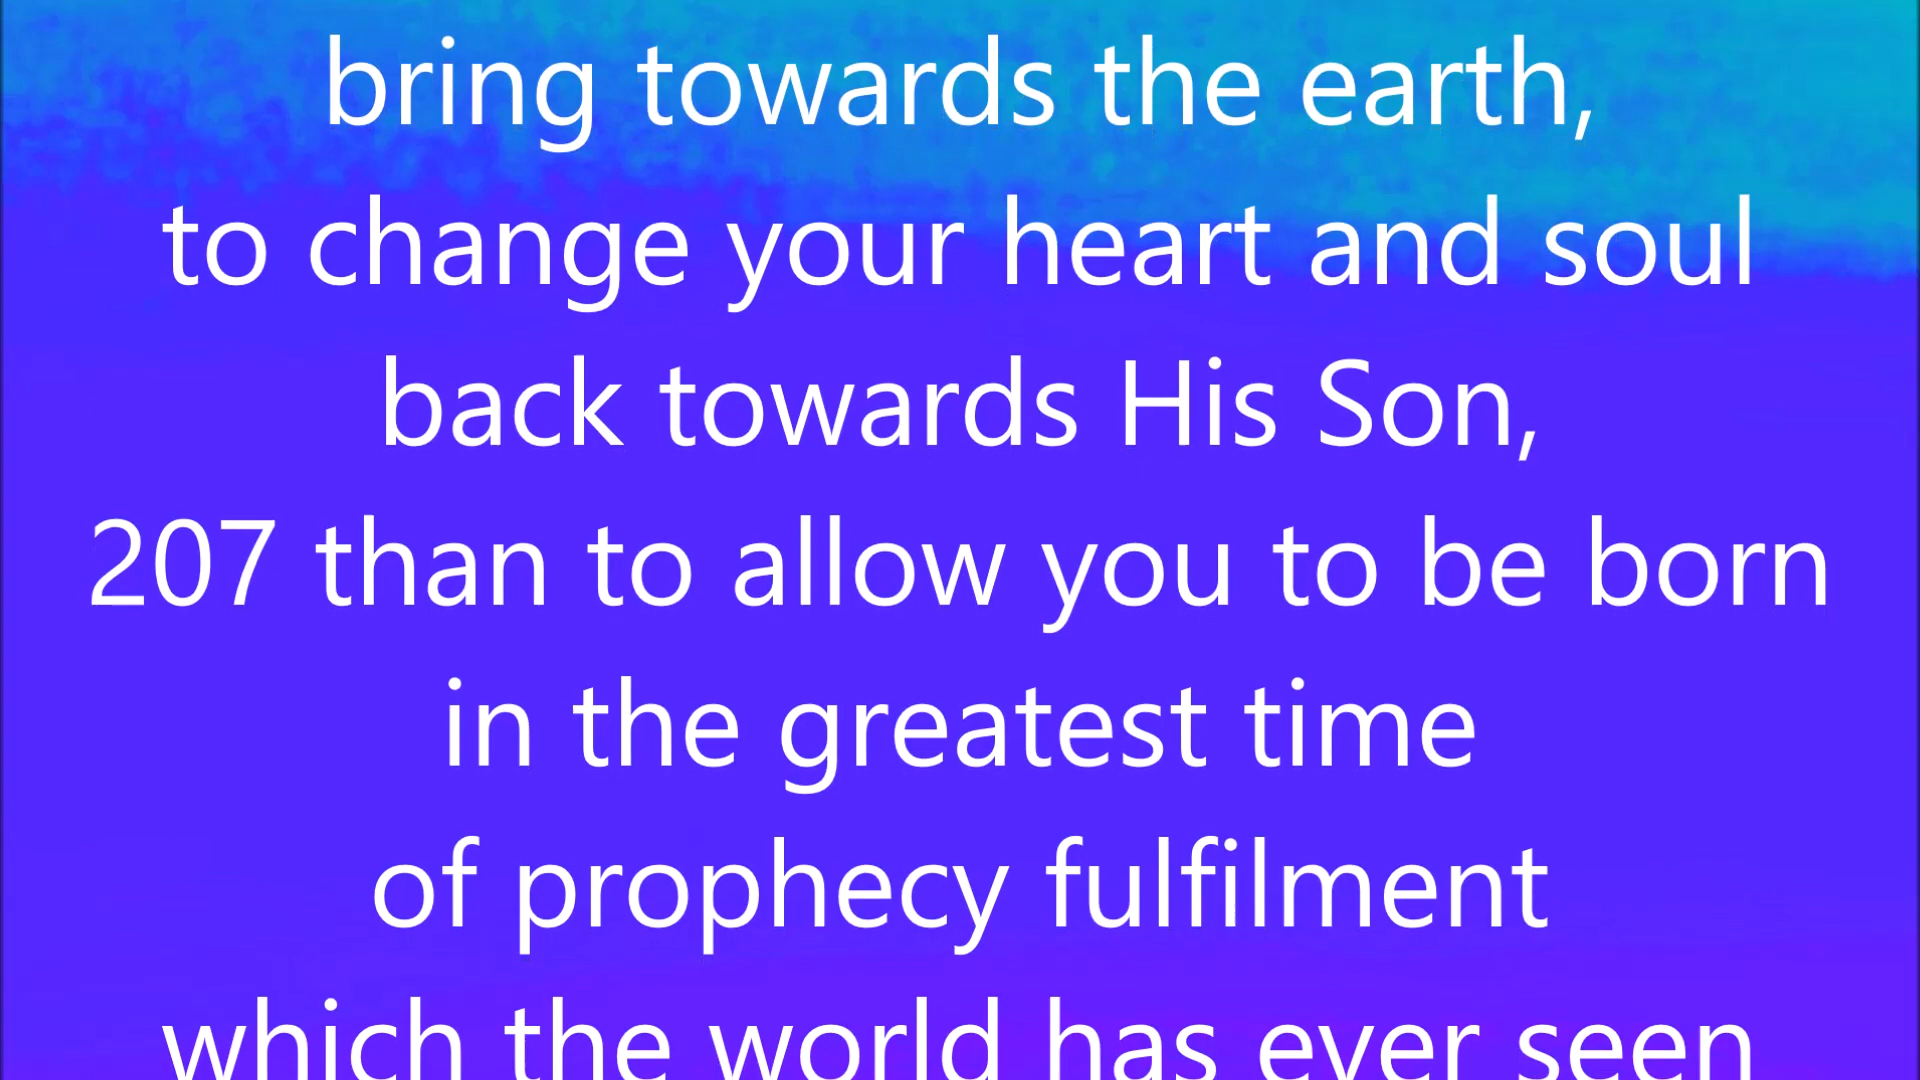 bring towards the earth,
to change your heart and soul
back towards His Son,
207 than to allow you to be born
in the greatest time
of prophecy fulfilment
which the world has ever seen